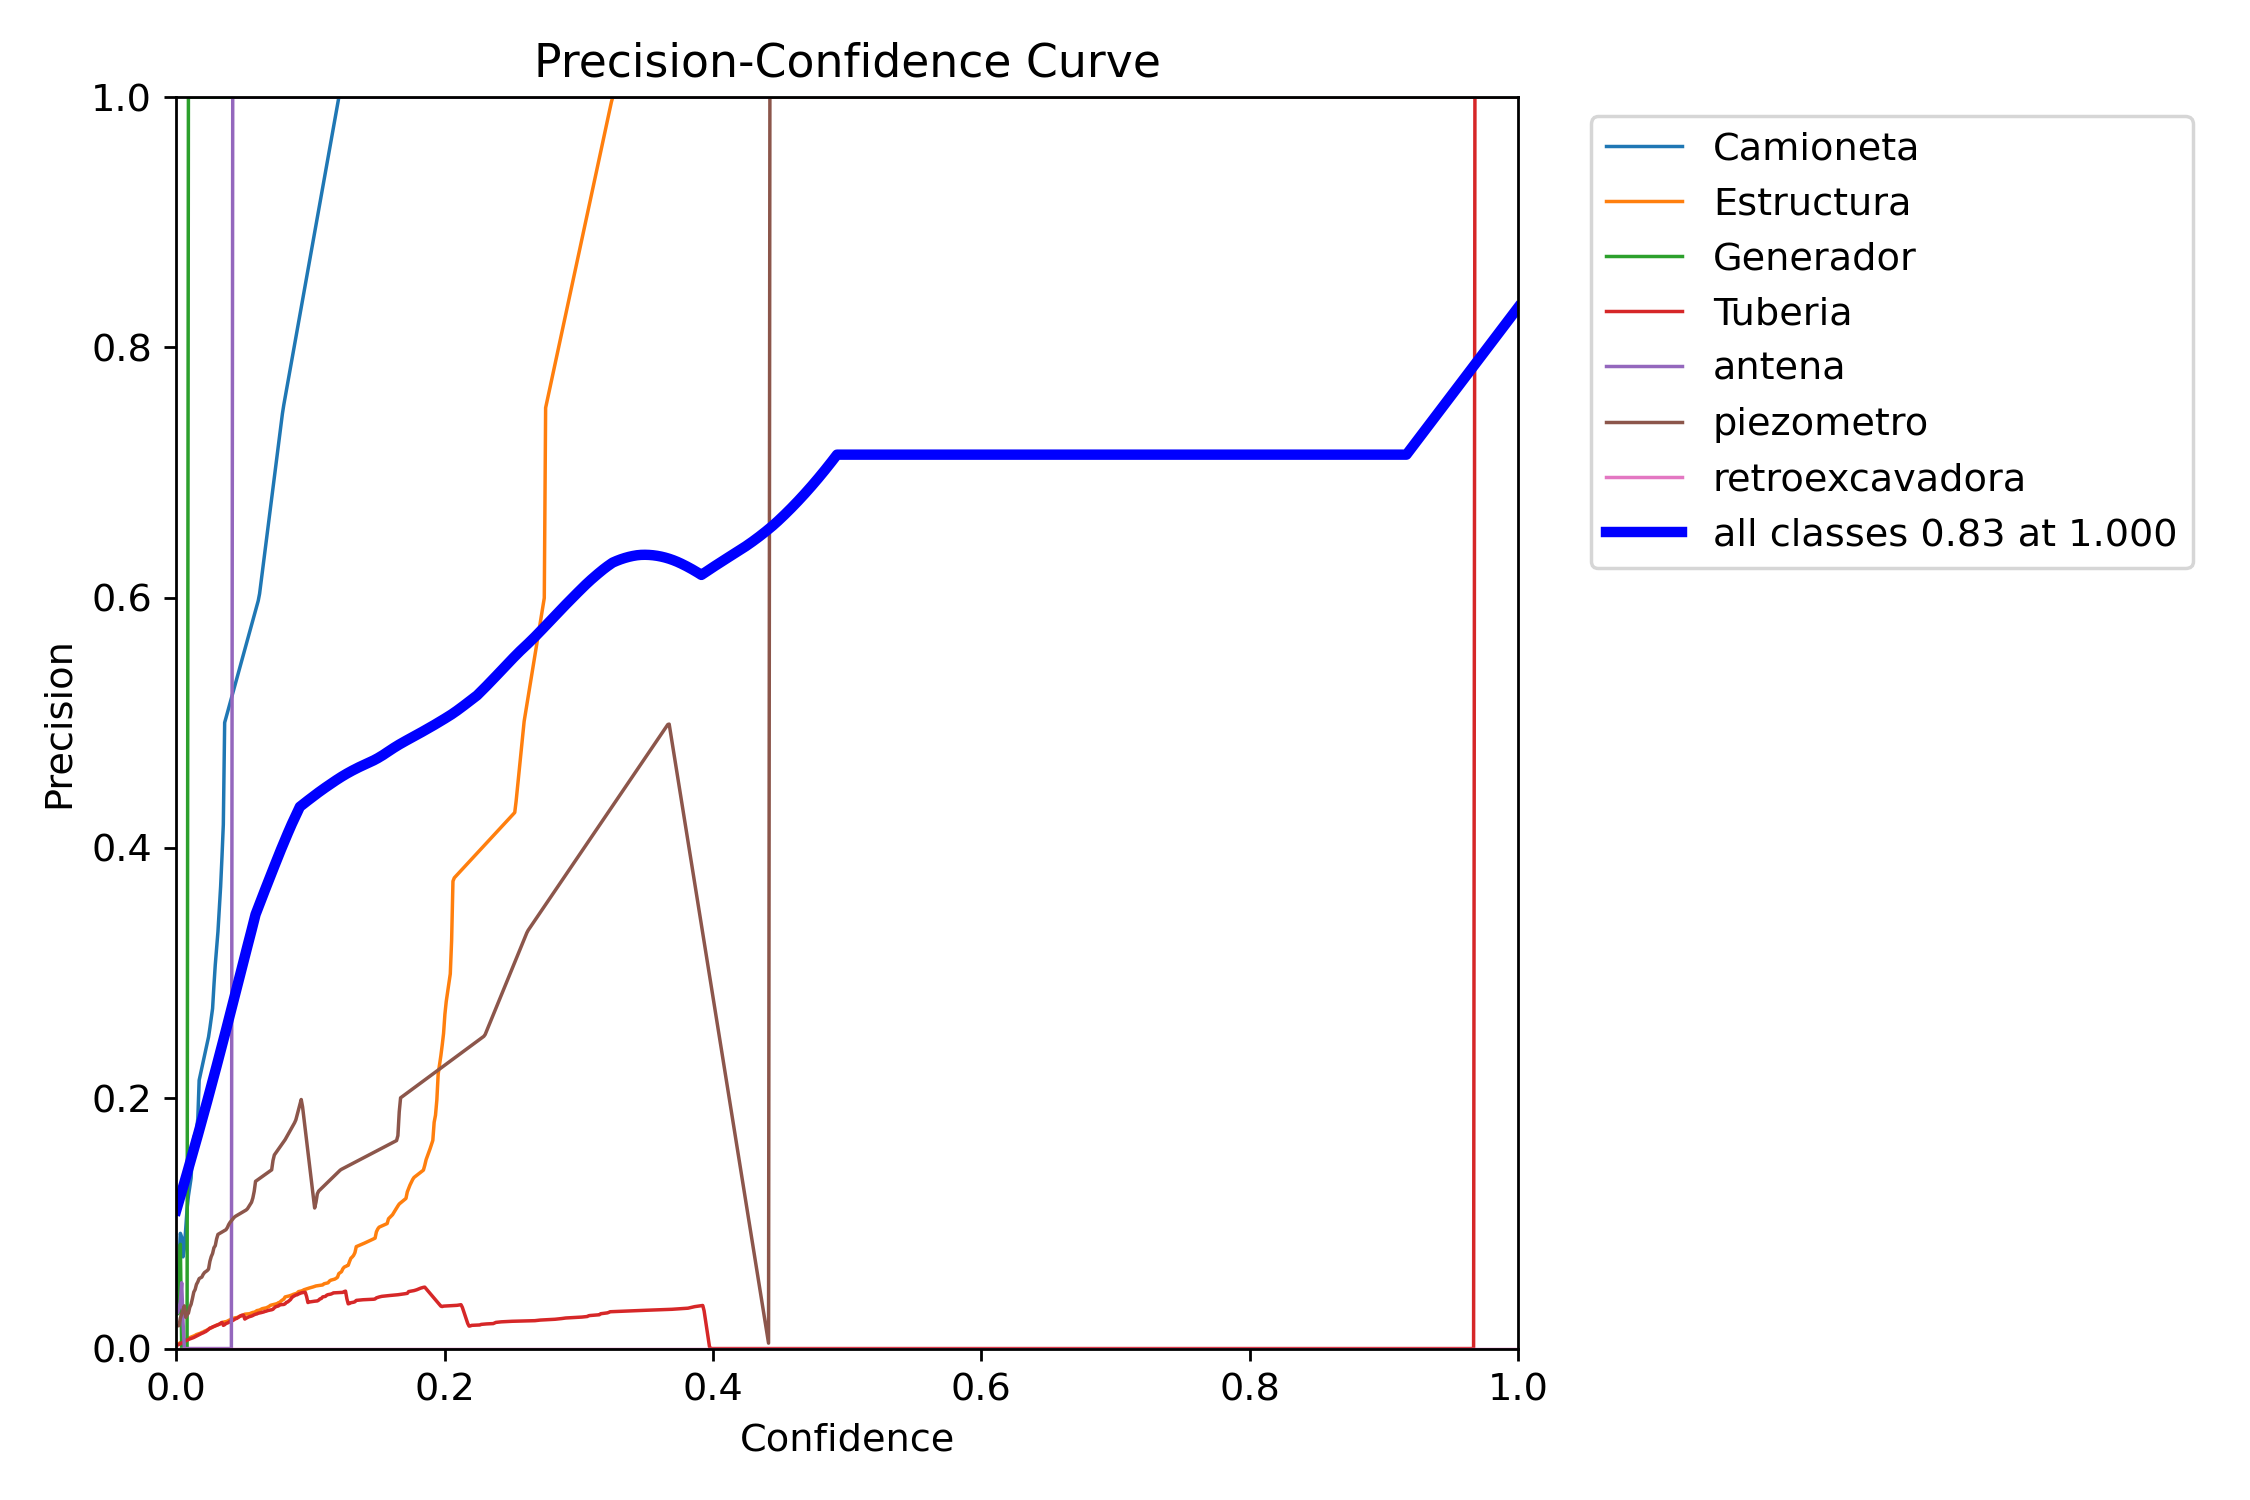 Precision-Confidence Curve
1.0
0.8
0.6
0.4
0.2
0.0
Precision
0.0 0.2 0.4 0.6 0.8 1.0
Confidence
Camioneta
Estructura
Generador
Tuberia
antena
piezometro
retroexcavadora
all classes 0.83 at 1.000